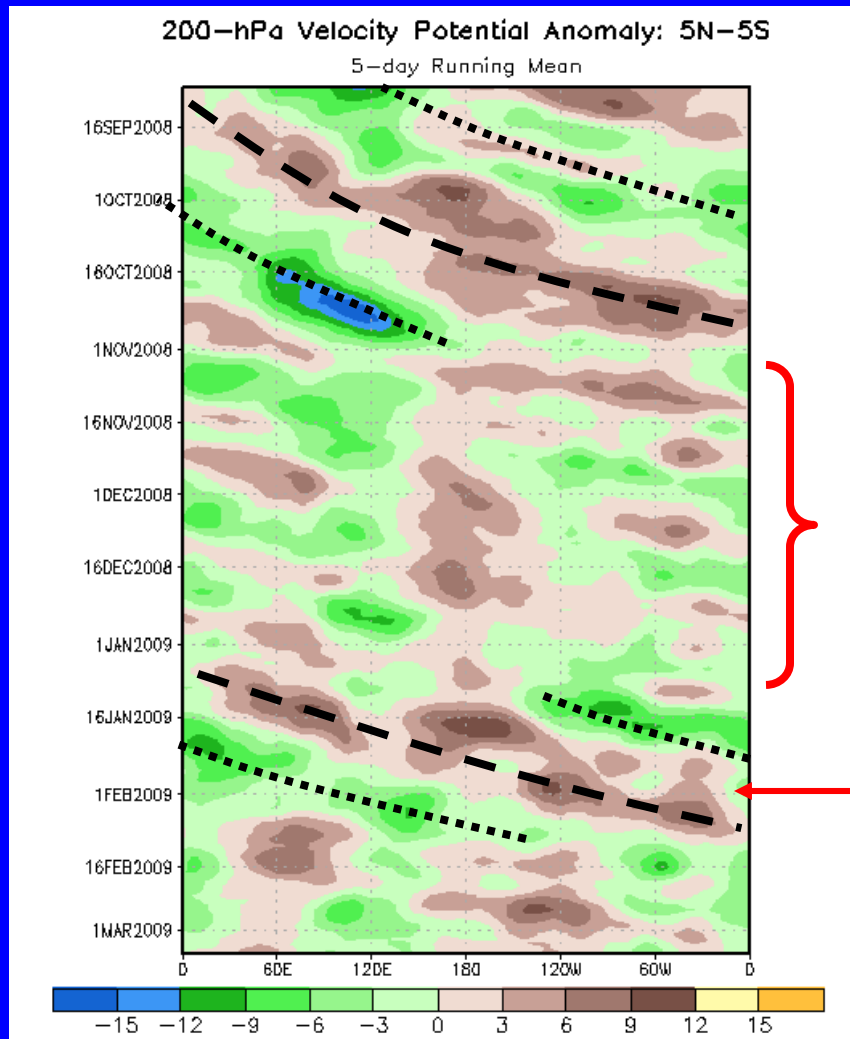 200-hPa Velocity Potential Anomaly: 5N-5S
5-day Running Mean
16SEP2008
1OCT2008
16OCT2008
1NOV2008
16NOV2008
1DEC2008
16DEC2008
1JAN2009
16JAN2009
1FEB2009
16FEB2009
1MAR2009
0 60E 120E 180 120W 60W 0
-15 -12 -9 -6 -3 0 3 6 9 12 15